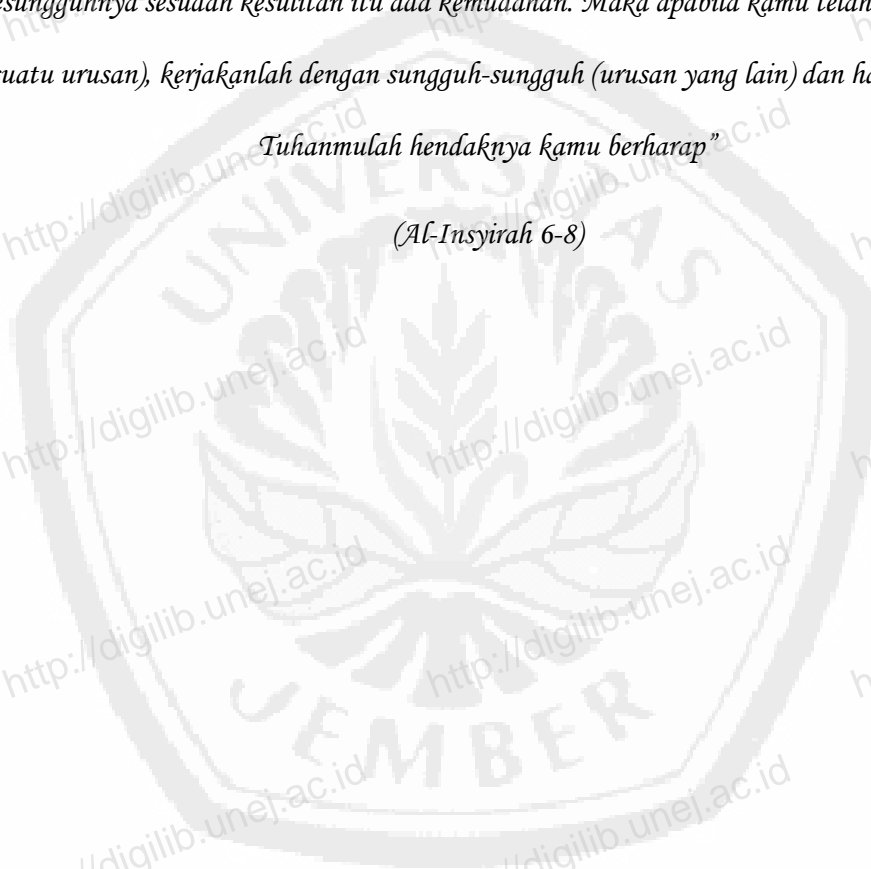 esungguhnya sesudah kesulitan itu ada kemudahan. Maka apabila kamu telah
suatu urusan), kerjakanlah dengan sungguh-sungguh (urusan yang lain) dan ha
Tuhanmulah hendaknya kamu berharap”
(Al-Insyirah 6-8)
UNIVERSITAS
JEMBER
http://digilib.unej.ac.id
http://digilib.unej.ac.id
http://digilib.unej.ac.id
http://digilib.unej.ac.id
http://digilib.unej.ac.id
http://digilib.unej.ac.id
http://digilib.unej.ac.id
http://digilib.unej.ac.id